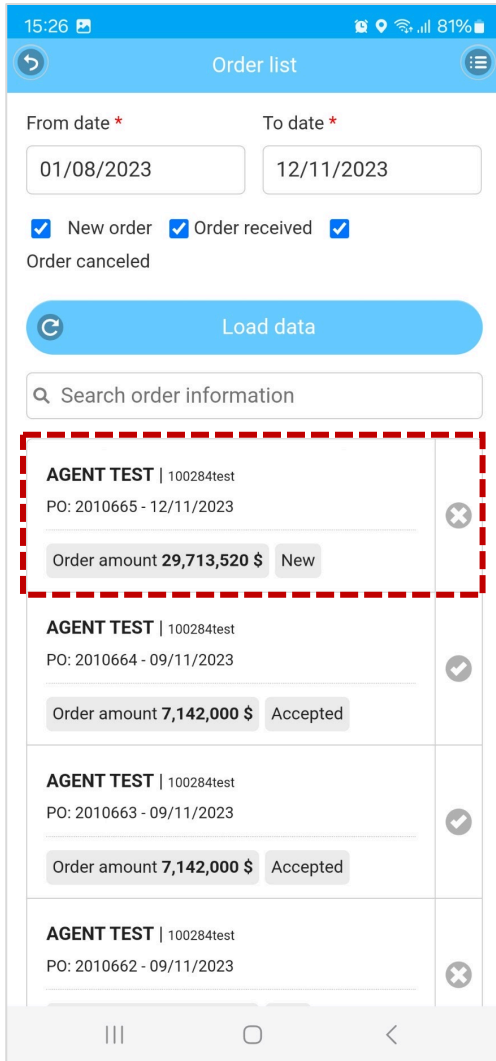 15:26 81%
Order list
From date * To date *
01/08/2023 12/11/2023
New order Order received
Order canceled
Load data
Search order information
AGENT TEST | 100284test
PO: 2010665 - 12/11/2023
Order amount 29,713,520 $ New
AGENT TEST | 100284test
PO: 2010664 - 09/11/2023
Order amount 7,142,000 $ Accepted
AGENT TEST | 100284test
PO: 2010663 - 09/11/2023
Order amount 7,142,000 $ Accepted
AGENT TEST | 100284test
PO: 2010662 - 09/11/2023